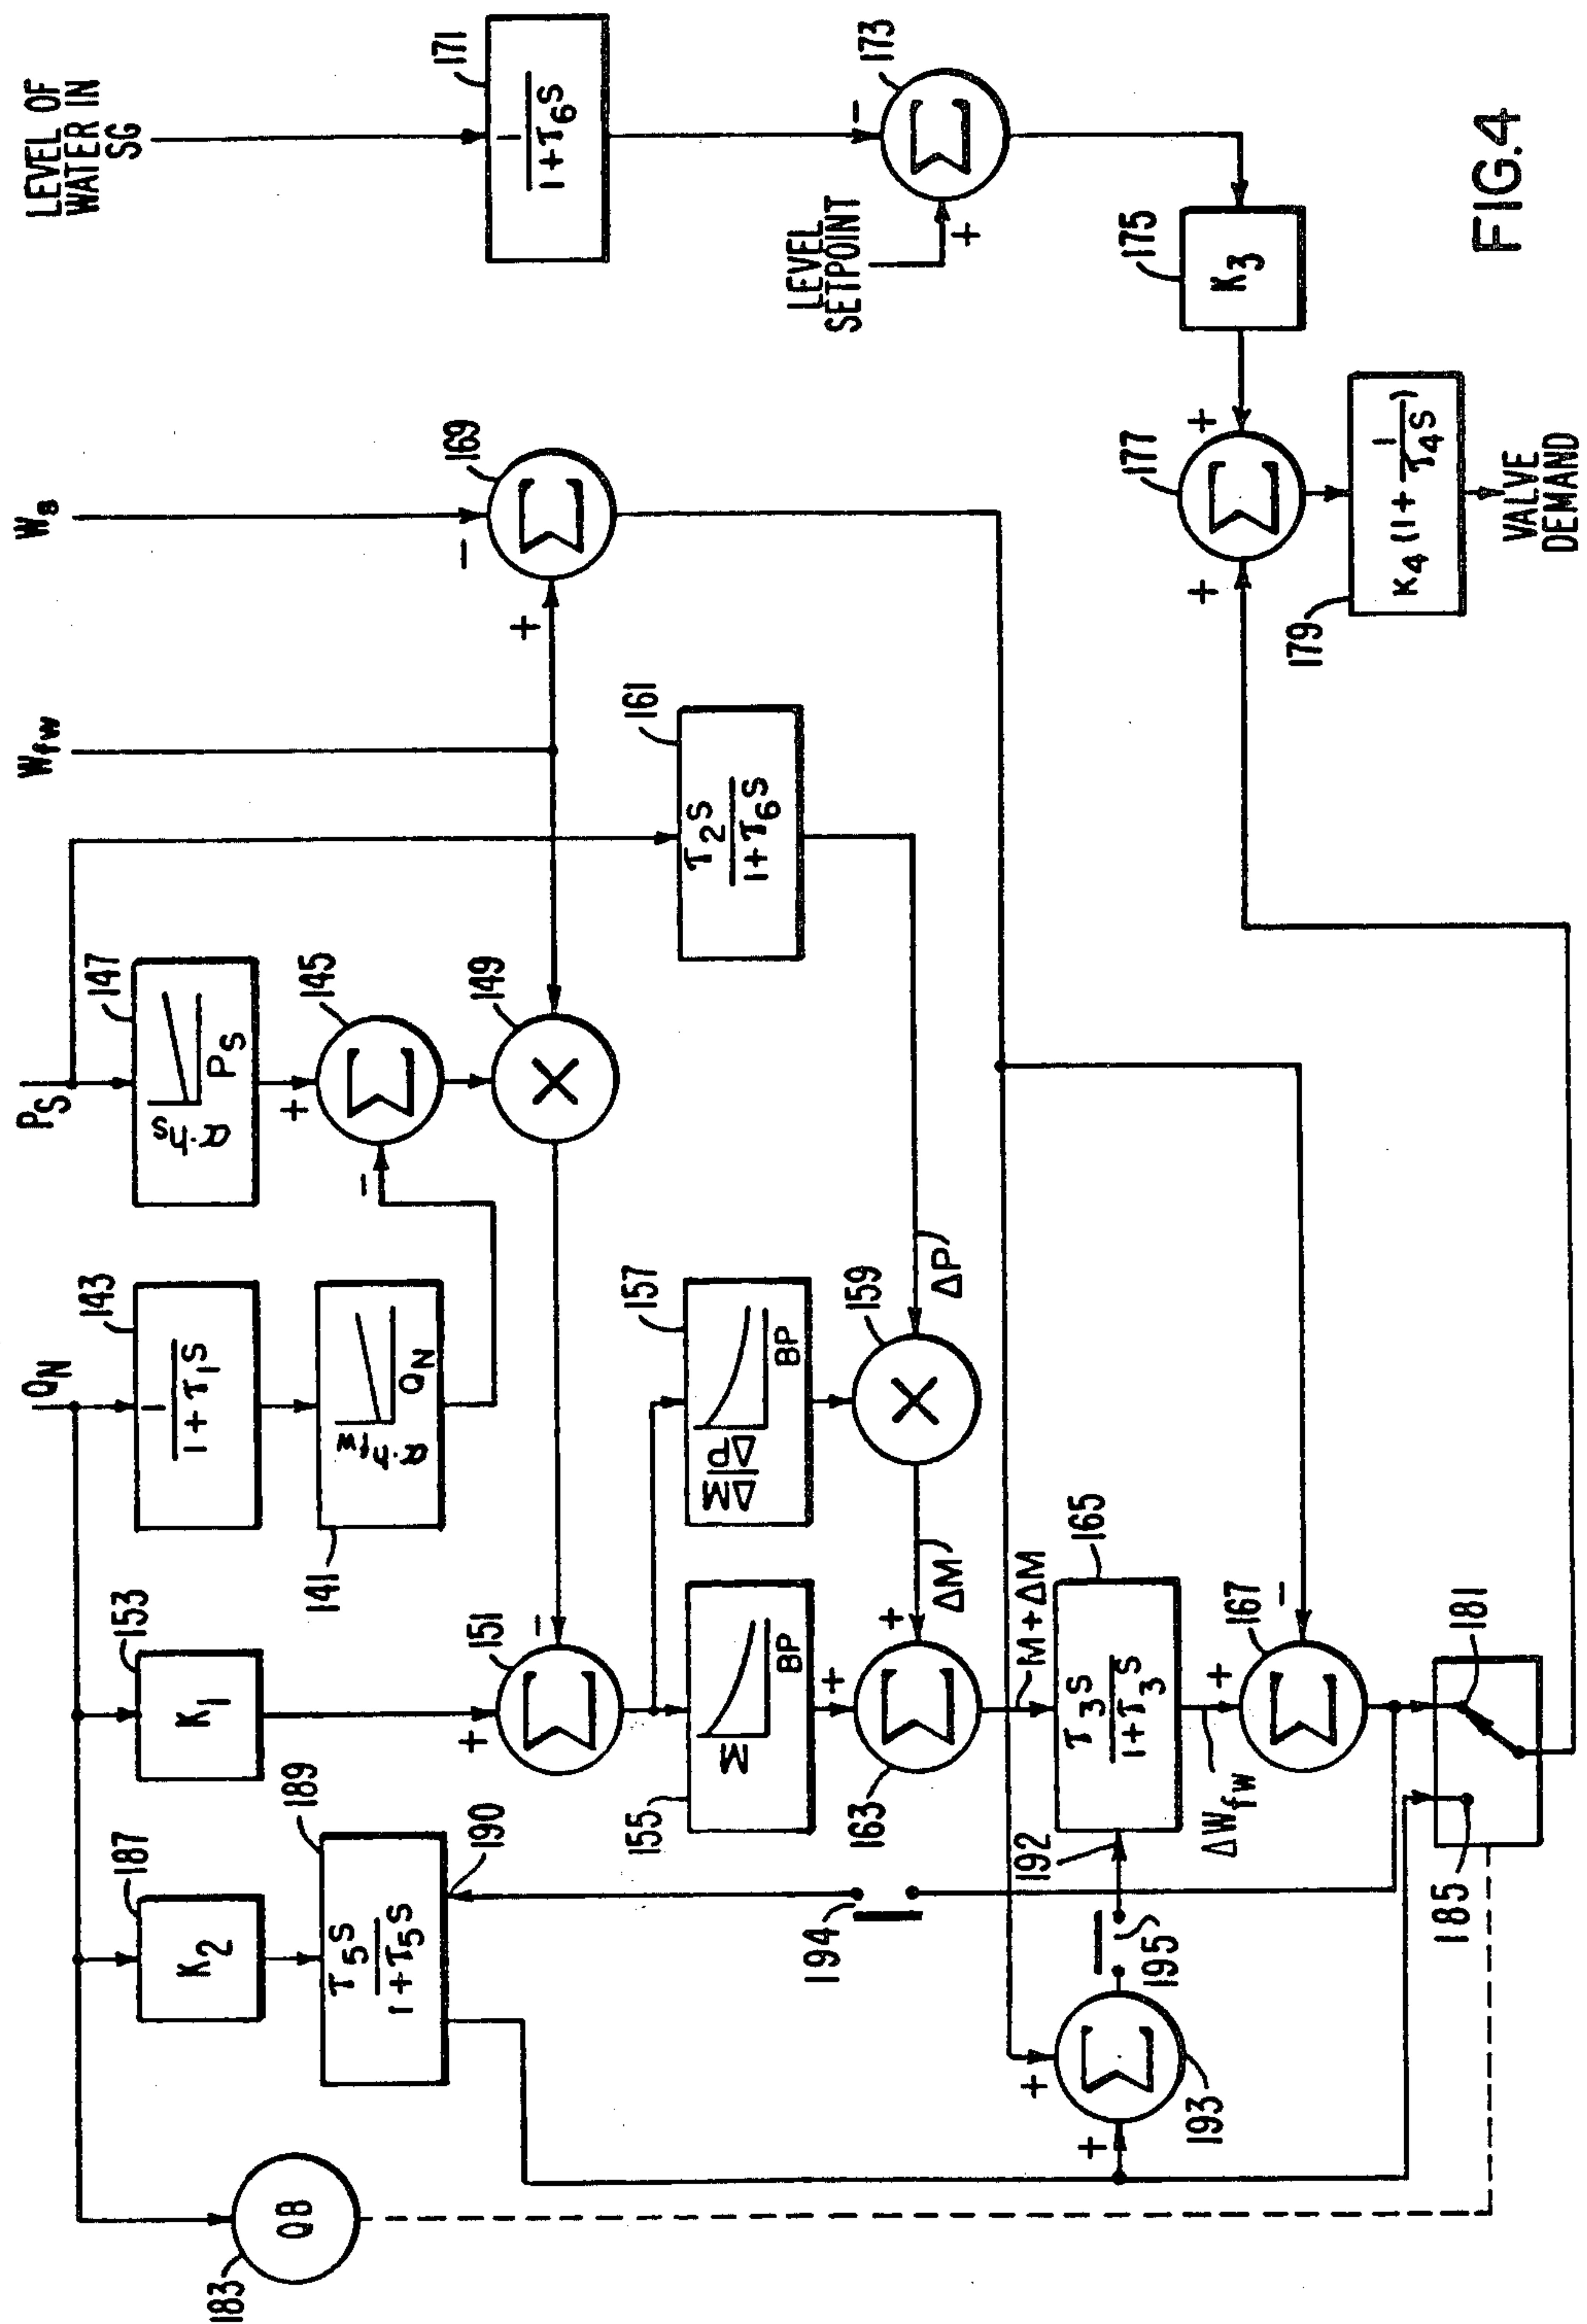 LEVEL OF
WATER IN
SG
171
1
1+τ6S
-
173
Σ
LEVEL
SETPOINT
+
175
K3
Ws
169
-
Σ
+
177
+
Σ
+
179
K4(1+ 1
τ4S)
VALVE
DEMAND
Wfw
161
τ2S
1+τ6S
PS
147
α·hs
PS
145
+
Σ
-
149
X
QN
143
1
1+τ1S
141
α·hfw
QN
153
K1
151
+
-
Σ
157
ΔM
ΔP
BP
159
X
ΔP
155
M
BP
+
+
ΔM
163
Σ
M+ΔM
165
τ3S
1+τ3S
192
ΔWfw
167
+
-
Σ
181
185
187
K2
189
τ5S
1+τ5S
190
194
195
193
+
+
Σ
183
QB
FIG.4